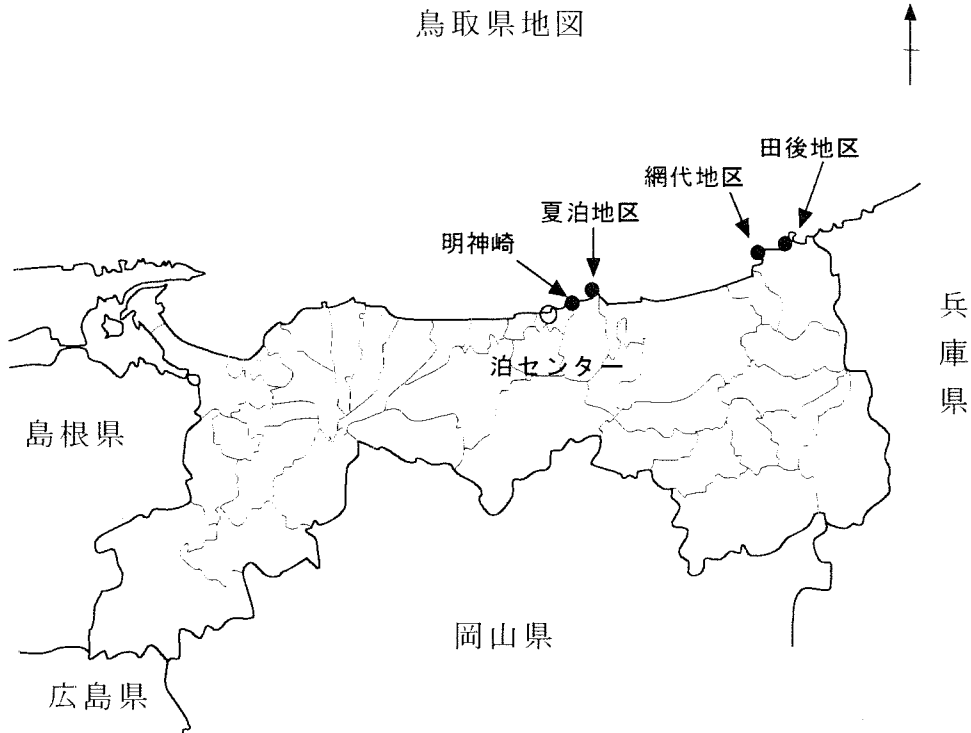 鳥取県地図
田後地区
網代地区
夏泊地区
明神崎
泊センター
兵庫県
島根県
岡山県
広島県